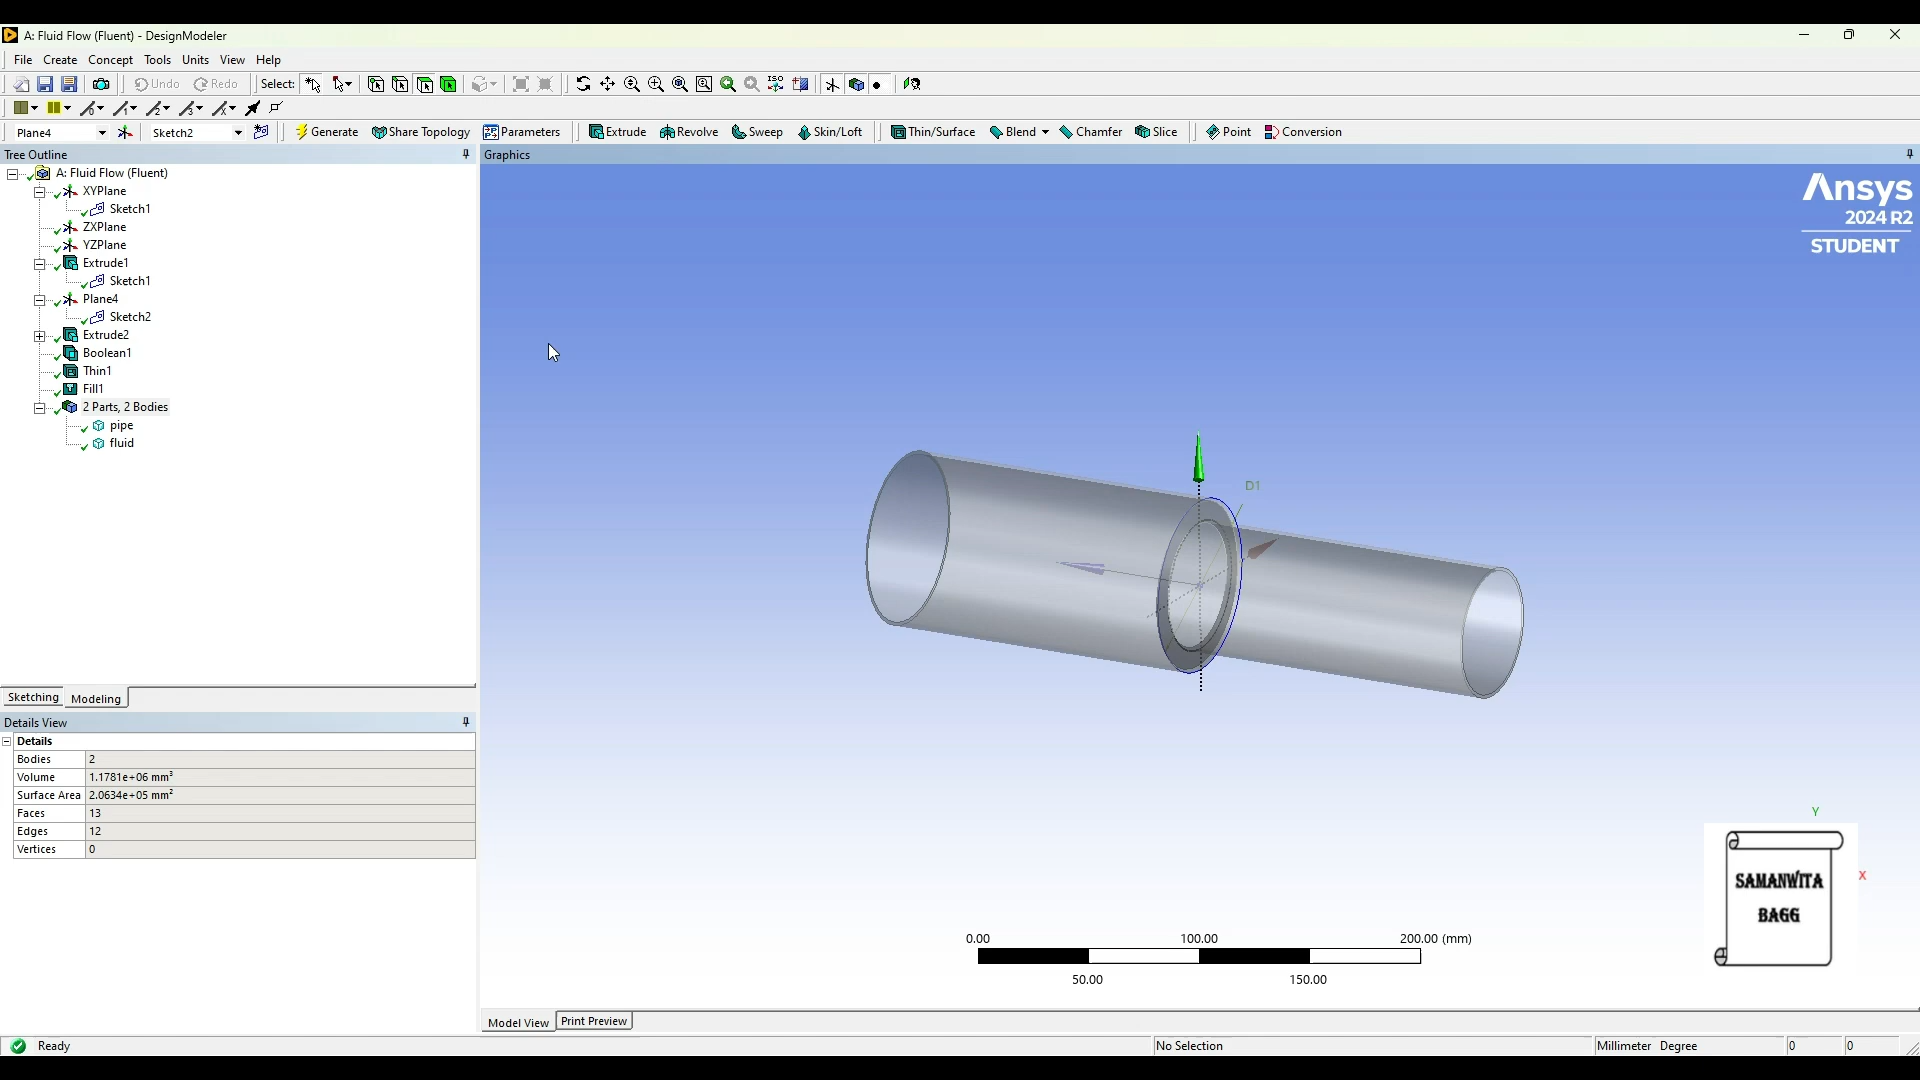 A: Fluid Flow (Fluent) - DesignModeler
File Create Concept Tools Units View Help
Undo Redo Select: ISO
Plane4 Sketch2 Generate Share Topology Parameters Extrude Revolve Sweep Skin/Loft Thin/Surface Blend Chamfer Slice Point Conversion
Tree Outline
A: Fluid Flow (Fluent)
XYPlane
Sketch1
ZXPlane
YZPlane
Extrude1
Sketch1
Plane4
Sketch2
Extrude2
Boolean1
Thin1
Fill1
2 Parts, 2 Bodies
pipe
fluid
Sketching Modeling
Details View
Details
Bodies 2
Volume 1.1781e+06 mm³
Surface Area 2.0634e+05 mm²
Faces 13
Edges 12
Vertices 0
Graphics
Ansys
2024 R2
STUDENT
D1
Y
X
SAMANWITA
BAGG
0.00 100.00 200.00 (mm)
50.00 150.00
Model View Print Preview
Ready No Selection Millimeter Degree 0 0